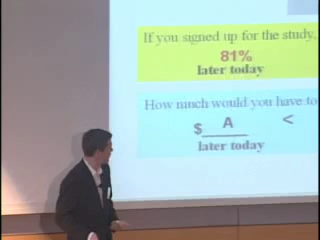 If you signed up for the study,
81%
later today
How much would you have to
$ A <
later today